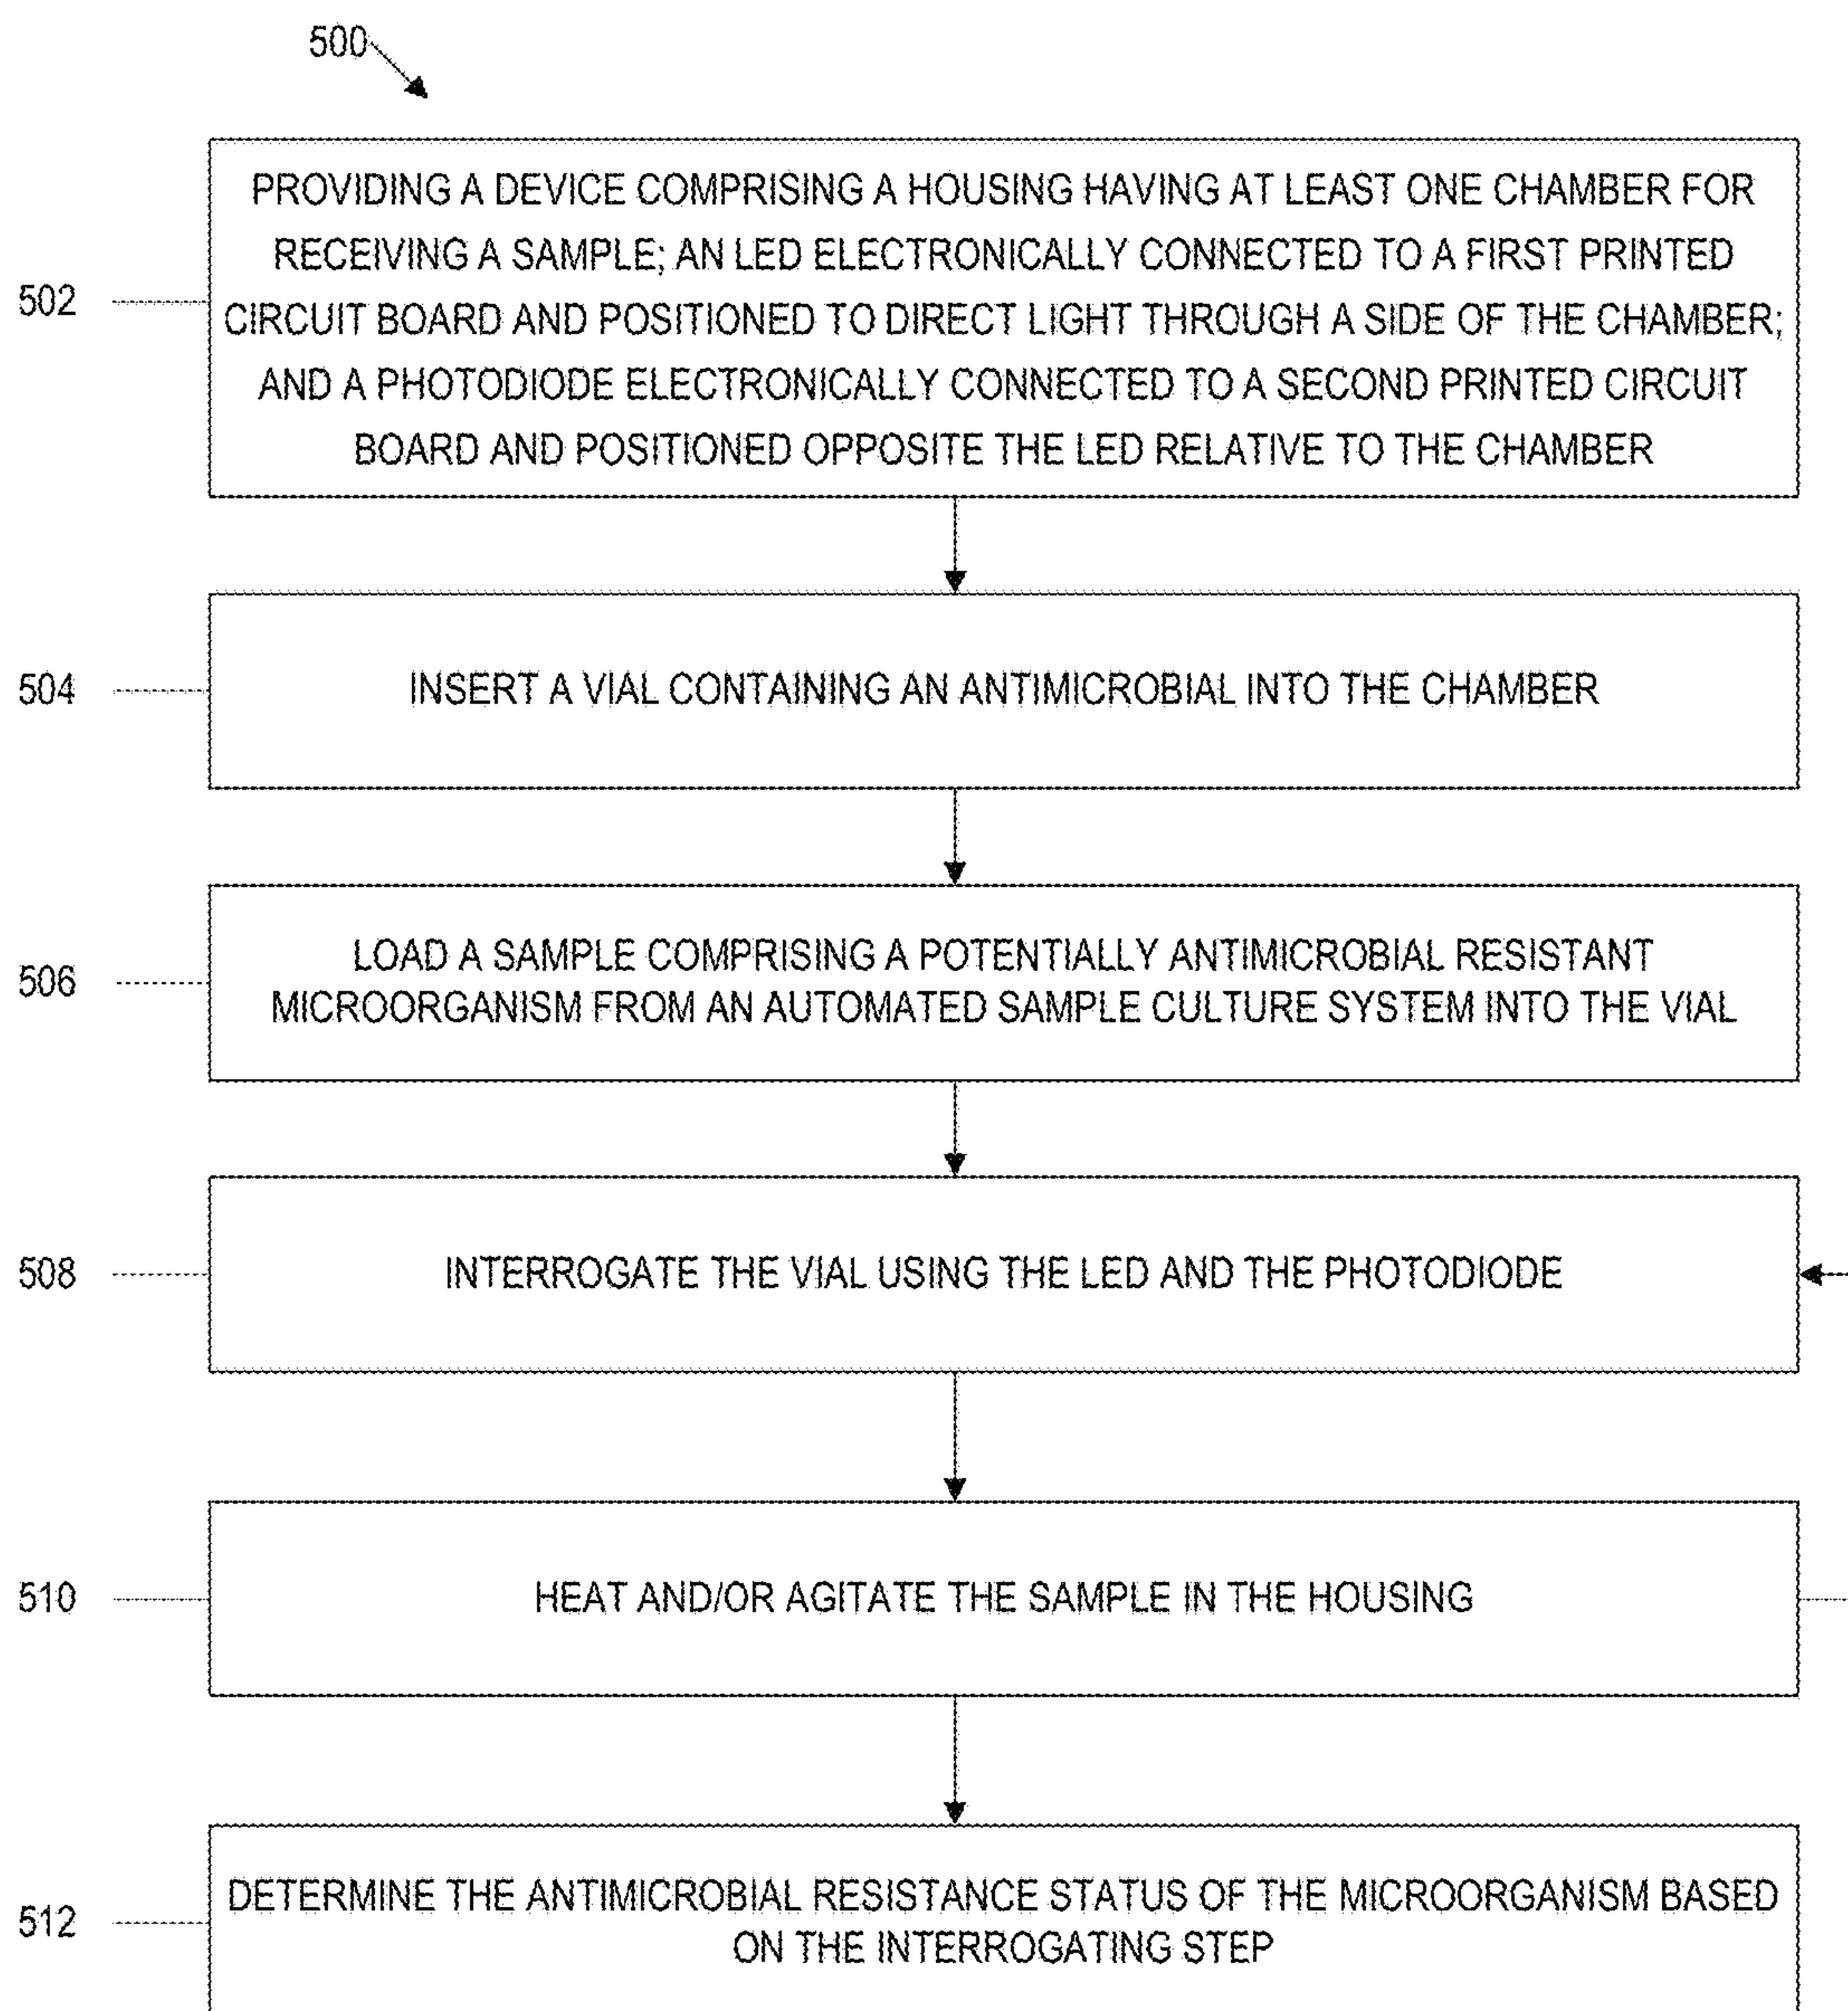 500
502
PROVIDING A DEVICE COMPRISING A HOUSING HAVING AT LEAST ONE CHAMBER FOR
RECEIVING A SAMPLE; AN LED ELECTRONICALLY CONNECTED TO A FIRST PRINTED
CIRCUIT BOARD AND POSITIONED TO DIRECT LIGHT THROUGH A SIDE OF THE CHAMBER;
AND A PHOTODIODE ELECTRONICALLY CONNECTED TO A SECOND PRINTED CIRCUIT
BOARD AND POSITIONED OPPOSITE THE LED RELATIVE TO THE CHAMBER
504
INSERT A VIAL CONTAINING AN ANTIMICROBIAL INTO THE CHAMBER
506
LOAD A SAMPLE COMPRISING A POTENTIALLY ANTIMICROBIAL RESISTANT
MICROORGANISM FROM AN AUTOMATED SAMPLE CULTURE SYSTEM INTO THE VIAL
508
INTERROGATE THE VIAL USING THE LED AND THE PHOTODIODE
510
HEAT AND/OR AGITATE THE SAMPLE IN THE HOUSING
512
DETERMINE THE ANTIMICROBIAL RESISTANCE STATUS OF THE MICROORGANISM BASED
ON THE INTERROGATING STEP